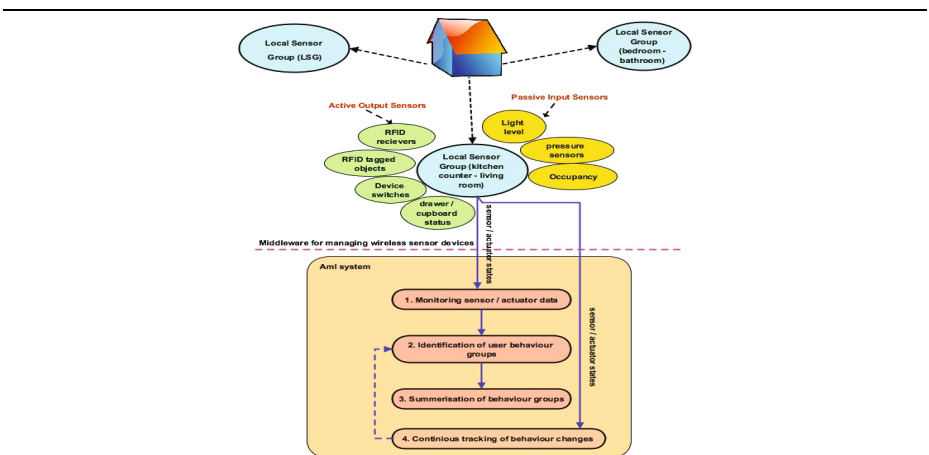 Local Sensor
Group (LSG)
Local Sensor
Group
(bedroom -
bathroom)
Active Output Sensors
Passive Input Sensors
RFID
recievers
RFID tagged
objects
Device
switches
drawer /
cupboard
status
Local Sensor
Group (kitchen
counter - living
room)
Light
level
pressure
sensors
Occupancy
sensor / actuator states
Middleware for managing wireless sensor devices
AmI system
1. Monitoring sensor / actuator data
2. Identification of user behaviour
groups
3. Summerisation of behaviour groups
4. Continious tracking of behaviour changes
sensor / actuator states